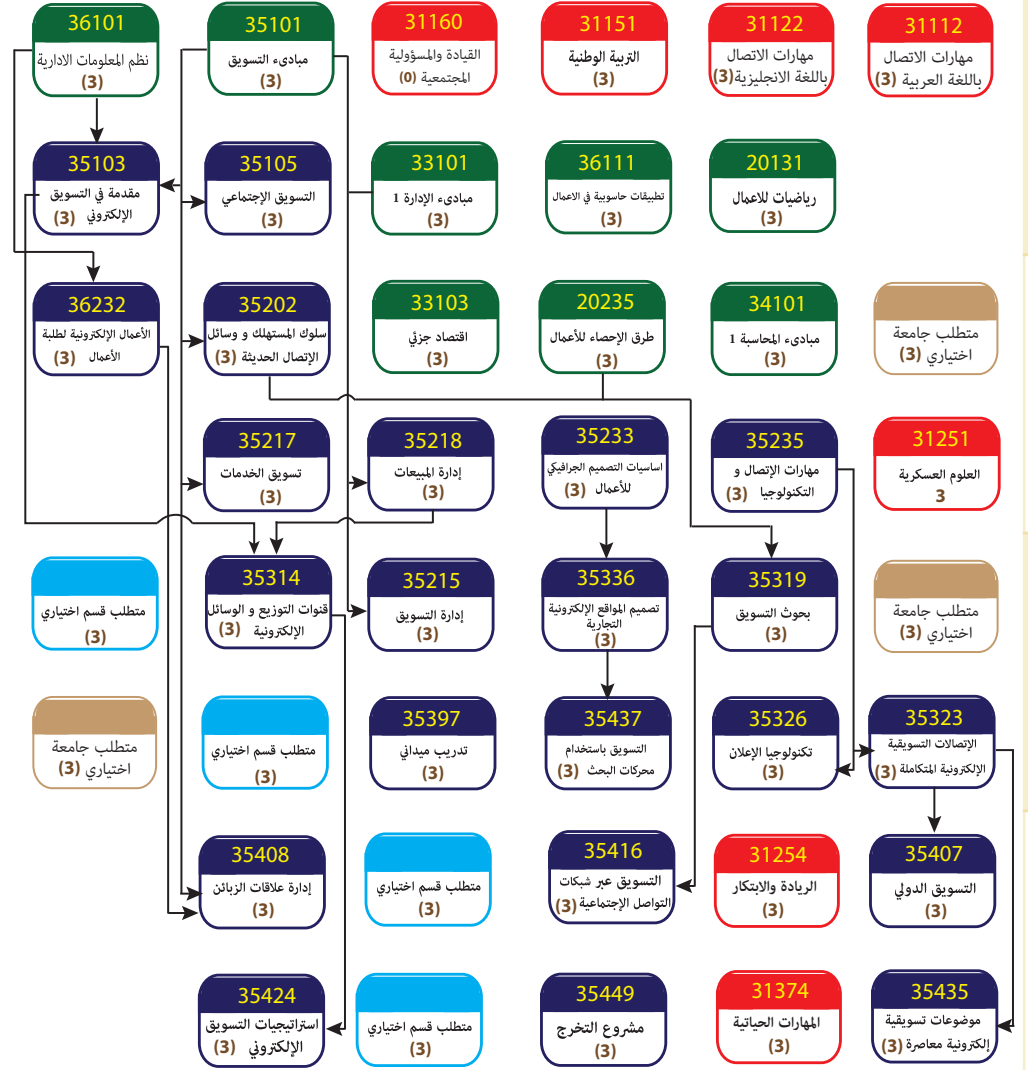 31112
مهارات الاتصال
باللغة العربية (3)
31122
مهارات الاتصال
باللغة الانجليزية (3)
31151
التربية الوطنية
(3)
31160
القيادة والمسؤولية
المجتمعية (0)
35101
مبادىء التسويق
(3)
36101
نظم المعلومات الادارية
(3)
20131
رياضيات للاعمال
(3)
36111
تطبيقات حاسوبية في الاعمال
(3)
33101
مبادىء الإدارة 1
(3)
35105
التسويق الإجتماعي
(3)
35103
مقدمة في التسويق
الإلكتروني (3)
متطلب جامعة
اختياري (3)
34101
مبادىء المحاسبة 1
(3)
20235
طرق الإحصاء للأعمال
(3)
33103
اقتصاد جزئي
(3)
35202
سلوك المستهلك و وسائل
الإتصال الحديثة (3)
36232
الأعمال الإلكترونية لطلبة
الأعمال (3)
31251
العلوم العسكرية
3
35235
مهارات الإتصال و
التكنولوجيا (3)
35233
اساسيات التصميم الجرافيكي
للأعمال (3)
35218
إدارة المبيعات
(3)
35217
تسويق الخدمات
(3)
متطلب جامعة
اختياري (3)
35319
بحوث التسويق
(3)
35336
تصميم المواقع الإلكترونية
التجارية
(3)
35215
إدارة التسويق
(3)
35314
قنوات التوزيع و الوسائل
الإلكترونية (3)
متطلب قسم اختياري
(3)
35323
الإتصالات التسويقية
الإلكترونية المتكاملة (3)
35326
تكنولوجيا الإعلان
(3)
35437
التسويق باستخدام
محركات البحث (3)
35397
تدريب ميداني
(3)
متطلب قسم اختياري
(3)
متطلب جامعة
اختياري (3)
35407
التسويق الدولي
(3)
31254
الريادة والابتكار
(3)
35416
التسويق عبر شبكات
التواصل الإجتماعية (3)
متطلب قسم اختياري
(3)
35408
إدارة علاقات الزبائن
(3)
35435
موضوعات تسويقية
إلكترونية معاصرة (3)
31374
المهارات الحياتية
(3)
35449
مشروع التخرج
(3)
متطلب قسم اختياري
(3)
35424
استراتيجيات التسويق
الإلكتروني (3)